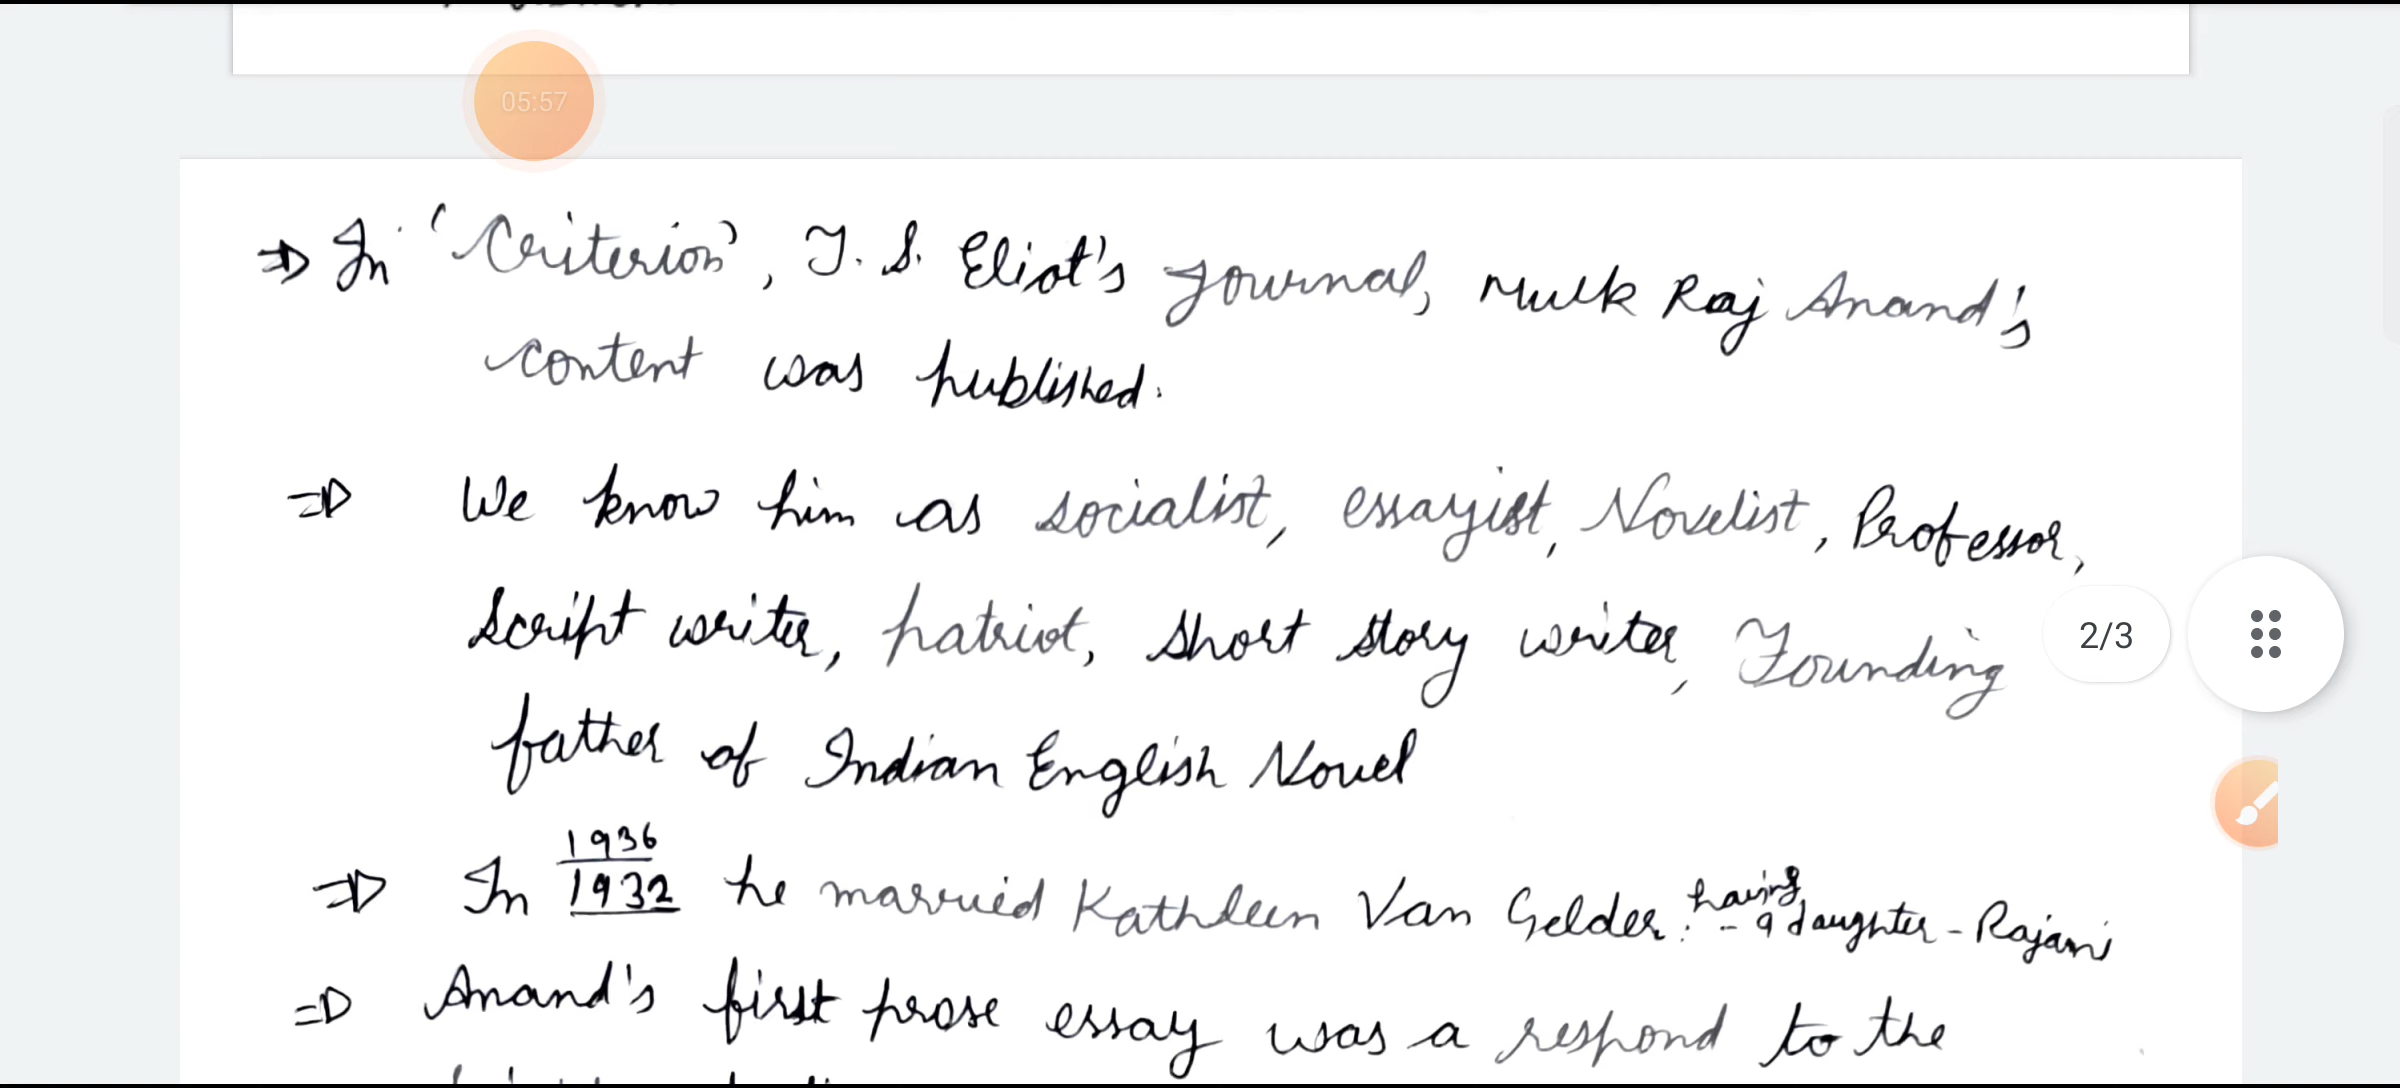 05:57
⇒ In 'Criterion', T. S. Eliot's Journal, Mulk Raj Anand's
content was published.
⇒ We know him as socialist, essayist, Novelist, Professor,
Script writer, patriot, short story writer, Founding
2/3
father of Indian English Novel
1936
⇒ In 1932 he married Kathleen Van Gelder. having a daughter - Rajani
⇒ Anand's first prose essay was a respond to the